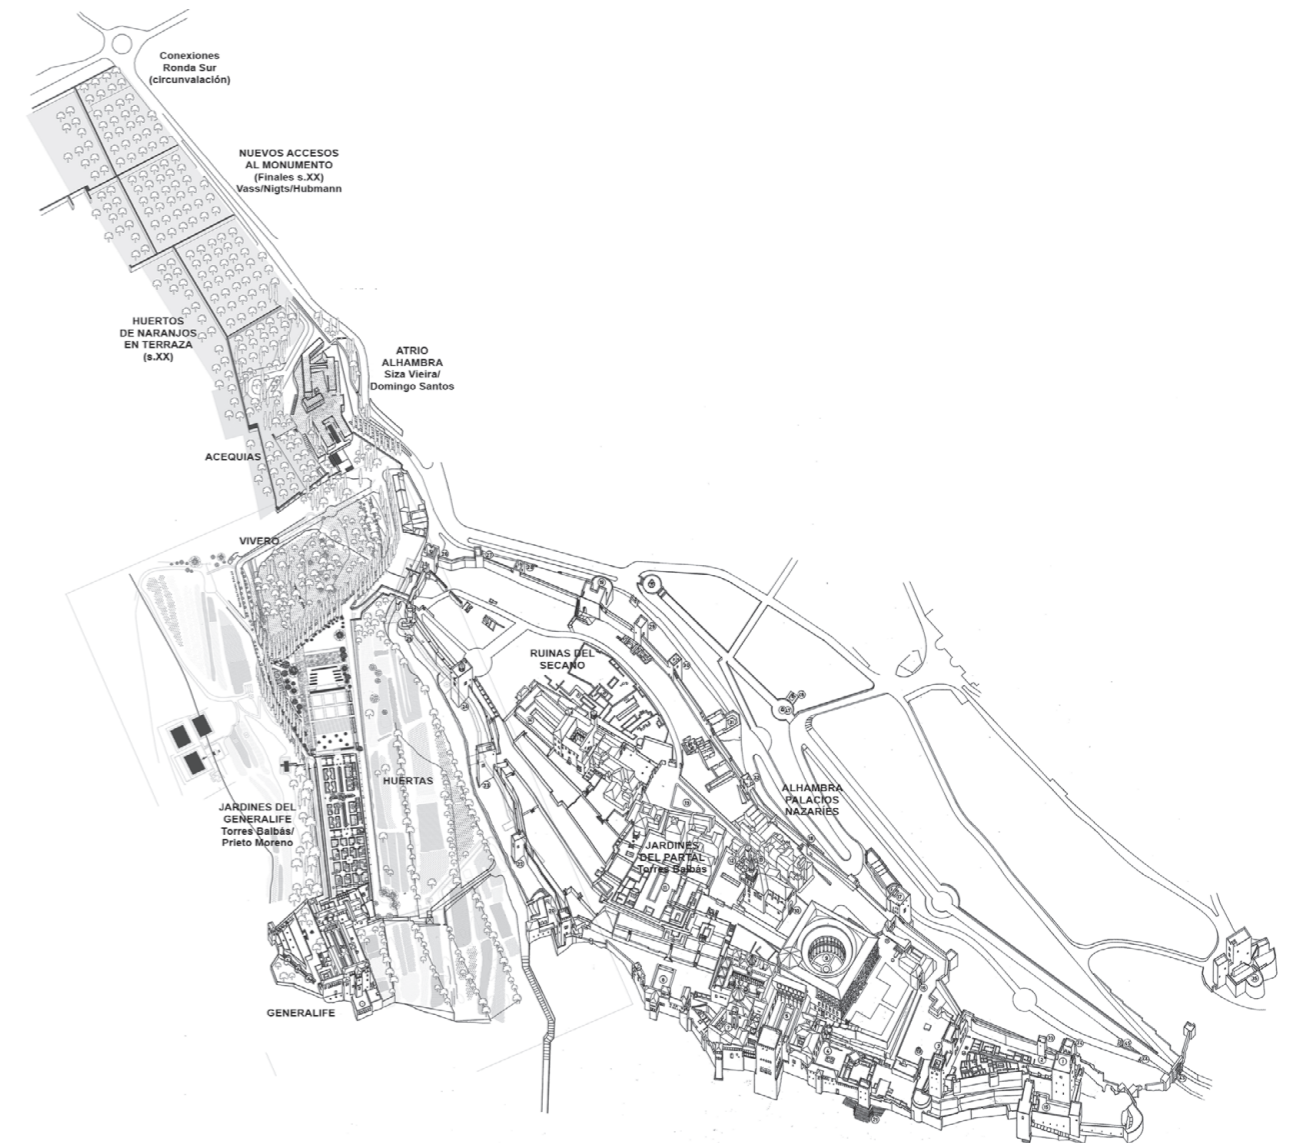 Conexiones
Ronda Sur
(circunvalación)
NUEVOS ACCESOS
AL MONUMENTO
(Finales s.XX)
Vass/Nigts/Hubmann
HUERTOS
DE NARANJOS
EN TERRAZA
(s.XX)
ATRIO
ALHAMBRA
Siza Vieira/
Domingo Santos
ACEQUIAS
VIVERO
RUINAS DEL
SECANO
HUERTAS
ALHAMBRA
PALACIOS
NAZARÍES
JARDINES DEL
GENERALIFE
Torres Balbás/
Prieto Moreno
JARDINES
DEL PARTAL
Torres Balbás
GENERALIFE